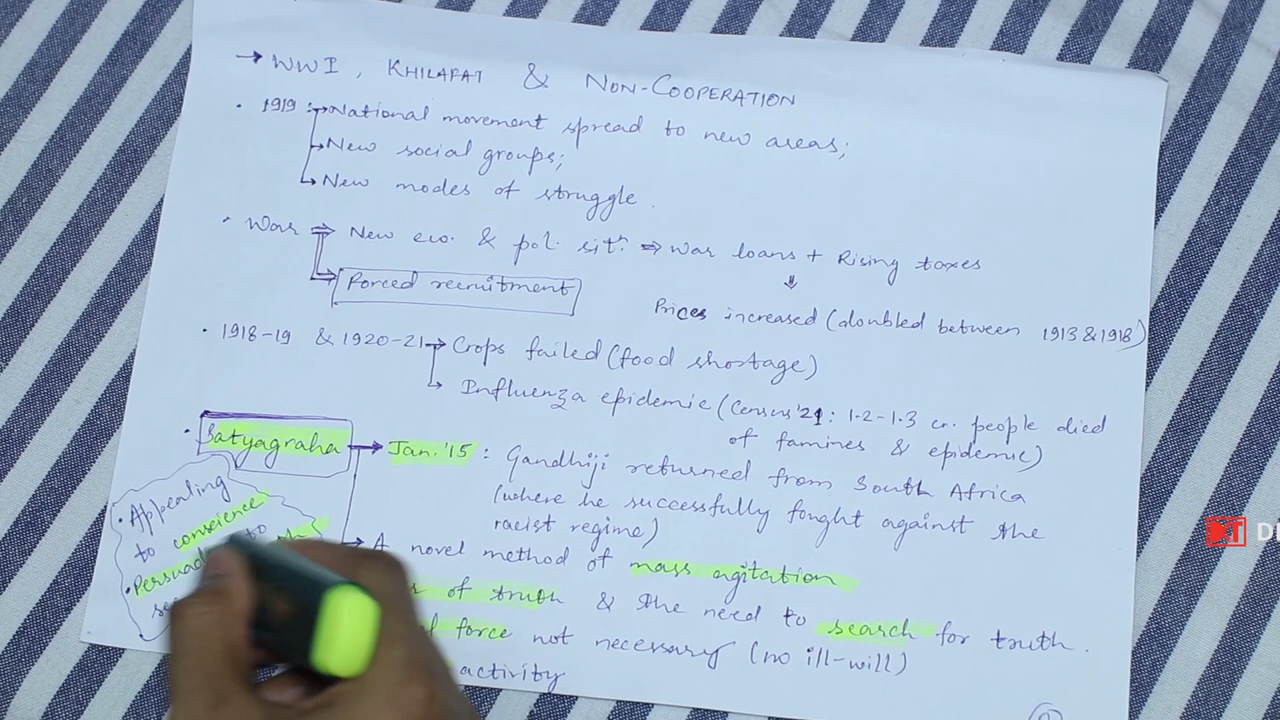 → WWI, KHILAFAT & NON-COOPERATION
• 1919 :→ National movement spread to new areas;
→ New social groups;
→ New modes of struggle.
• War ⇒ New eco. & pol. sitⁿ. ⇒ War loans + Rising taxes
⇓
⇒ Forced recruitment
Prices increased (doubled between 1913 & 1918)
• 1918-19 & 1920-21 → Crops failed (food shortage)
→ Influenza epidemic (Census '21 : 1.2-1.3 cr. people died
of famines & epidemic)
• Satyagraha → Jan. '15 : Gandhiji returned from South Africa
(where he successfully fought against the
racist regime)
• Appealing
to conscience
• Persuad to
→ A novel method of mass agitation
of truth & the need to search for truth.
force not necessary (no ill-will)
activity